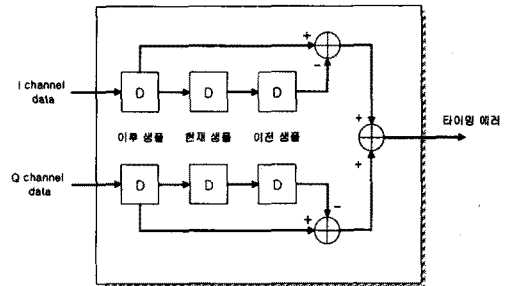 +
−
I channel
data
D D D
이후 샘플 현재 샘플 이전 샘플
+
타이밍 에러
+
Q channel
data
D D D
−
+